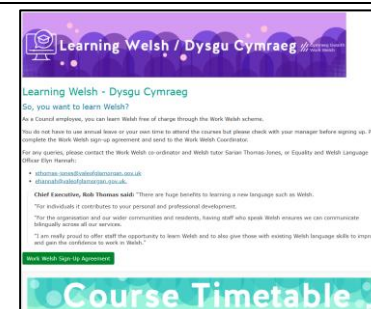 Learning Welsh / Dysgu Cymraeg
Learning Welsh - Dysgu Cymraeg
So, you want to learn Welsh?
As a Council employee, you can learn Welsh free of charge through the Work Welsh scheme.
You do not have to use annual leave or your own time to attend the courses but please check with your manager before signing up.
complete the Work Welsh sign-up agreement and send to the Work Welsh Coordinator.
For any queries, please contact the Work Welsh co-ordinator and Welsh tutor Sarian Thomas-Jones, or Equality and Welsh Language
Officer Elyn Hannah:
sthomas-jones@valeofglamorgan.gov.uk
ehannah@valeofglamorgan.gov.uk
Chief Executive, Rob Thomas said: "There are huge benefits to learning a new language such as Welsh.
"For individuals it contributes to your personal and professional development.
"For the organisation and our wider communities and residents, having staff who speak Welsh ensures we can communicate
bilingually across all our services.
"I am really proud to offer staff the opportunity to learn Welsh and to also give those with existing Welsh language skills to
and gain the confidence to work in Welsh."
Work Welsh Sign-Up Agreement
Course Timetable